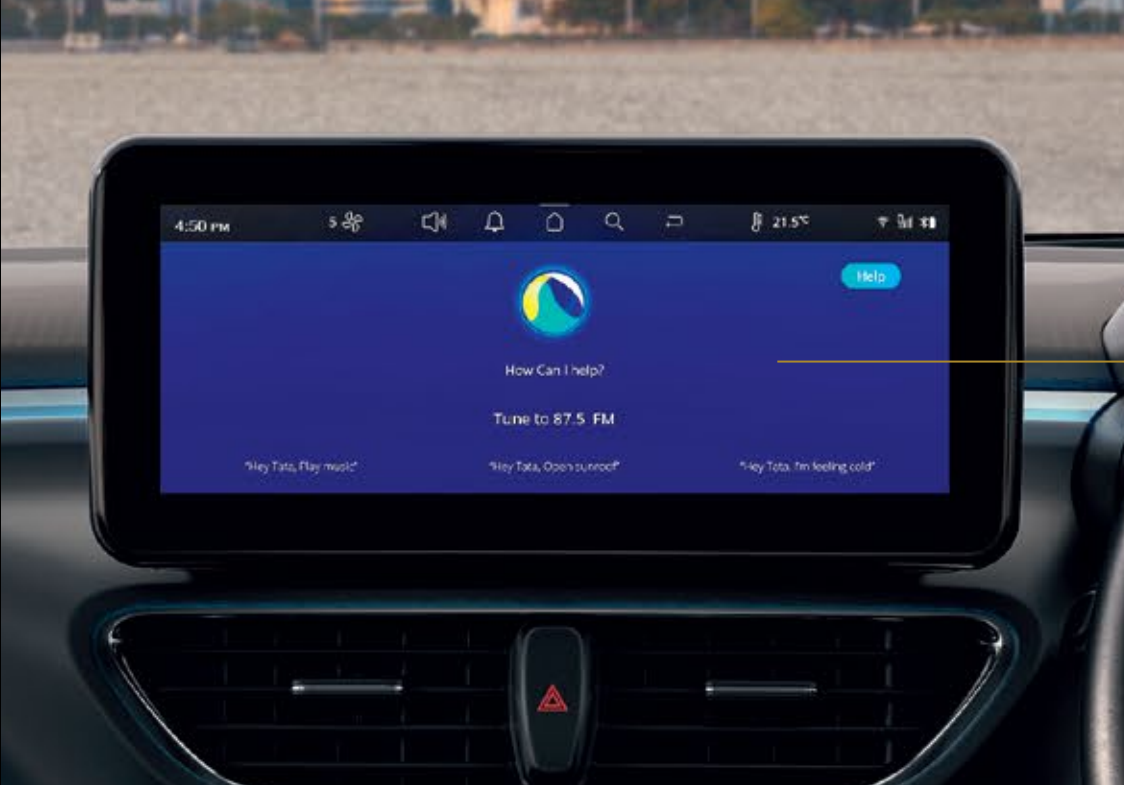 4:50 PM
5
21.5°C
Help
How Can I help?
Tune to 87.5 FM
"Hey Tata, Play music"
"Hey Tata, Open sunroof"
"Hey Tata, I'm feeling cold"